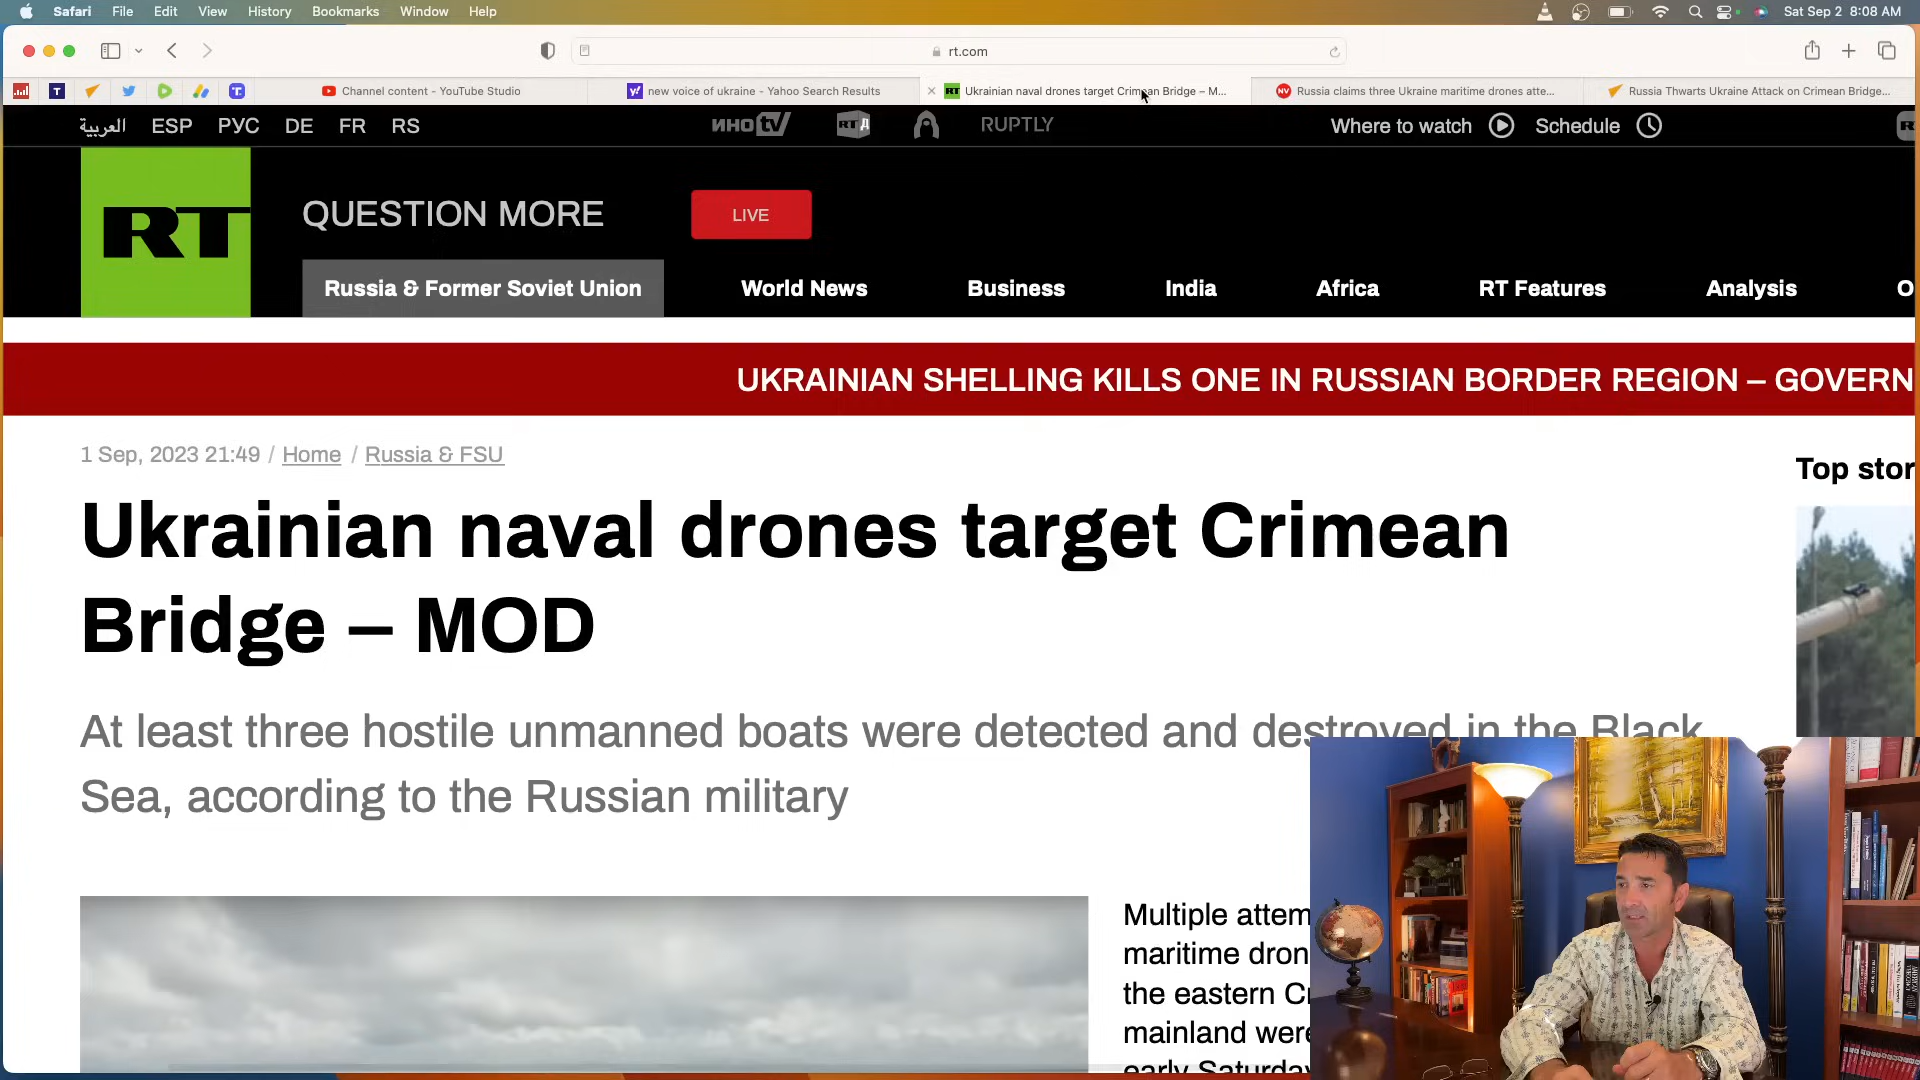 Safari File Edit View History Bookmarks Window Help Sat Sep 2 8:08 AM
rt.com
Channel content - YouTube Studio
new voice of ukraine - Yahoo Search Results
Ukrainian naval drones target Crimean Bridge – M...
Russia claims three Ukraine maritime drones atte...
Russia Thwarts Ukraine Attack on Crimean Bridge...
العربية ESP РУС DE FR RS ИНОTV RTД RUPTLY Where to watch Schedule
RT
QUESTION MORE LIVE
Russia & Former Soviet Union World News Business India Africa RT Features Analysis
UKRAINIAN SHELLING KILLS ONE IN RUSSIAN BORDER REGION – GOVERN
1 Sep, 2023 21:49 / Home / Russia & FSU
Top stor
Ukrainian naval drones target Crimean
Bridge – MOD
At least three hostile unmanned boats were detected and destroyed in the Black
Sea, according to the Russian military
Multiple attem
maritime dron
the eastern Cr
mainland were
early Saturday